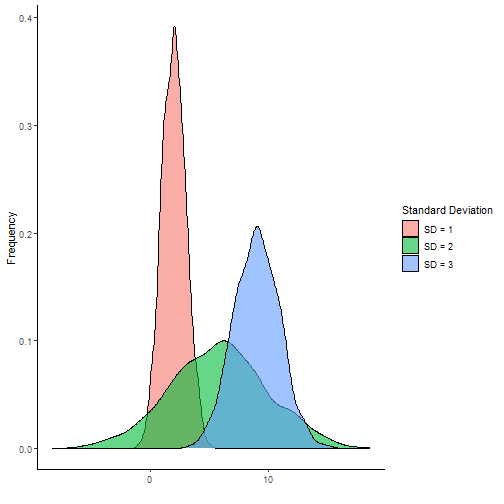 0.4
0.3
0.2
0.1
0.0
Frequency
0
10
Standard Deviation
SD = 1
SD = 2
SD = 3